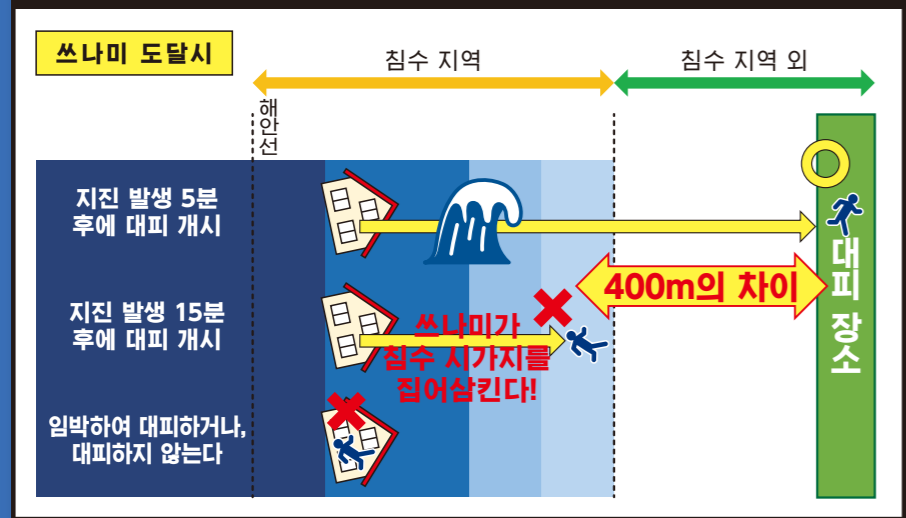 쓰나미 도달시
침수 지역
침수 지역 외
해안선
지진 발생 5분
후에 대피 개시
지진 발생 15분
후에 대피 개시
쓰나미가
침수 시가지를
집어삼킨다!
400m의 차이
대피 장소
임박하여 대피하거나,
대피하지 않는다